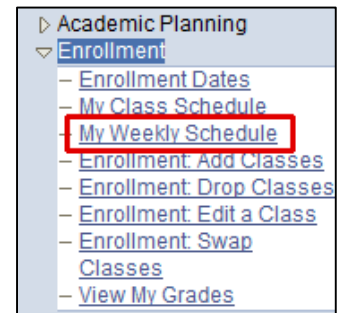 Academic Planning
Enrollment
– Enrollment Dates
– My Class Schedule
– My Weekly Schedule
– Enrollment: Add Classes
– Enrollment: Drop Classes
– Enrollment: Edit a Class
– Enrollment: Swap
Classes
– View My Grades